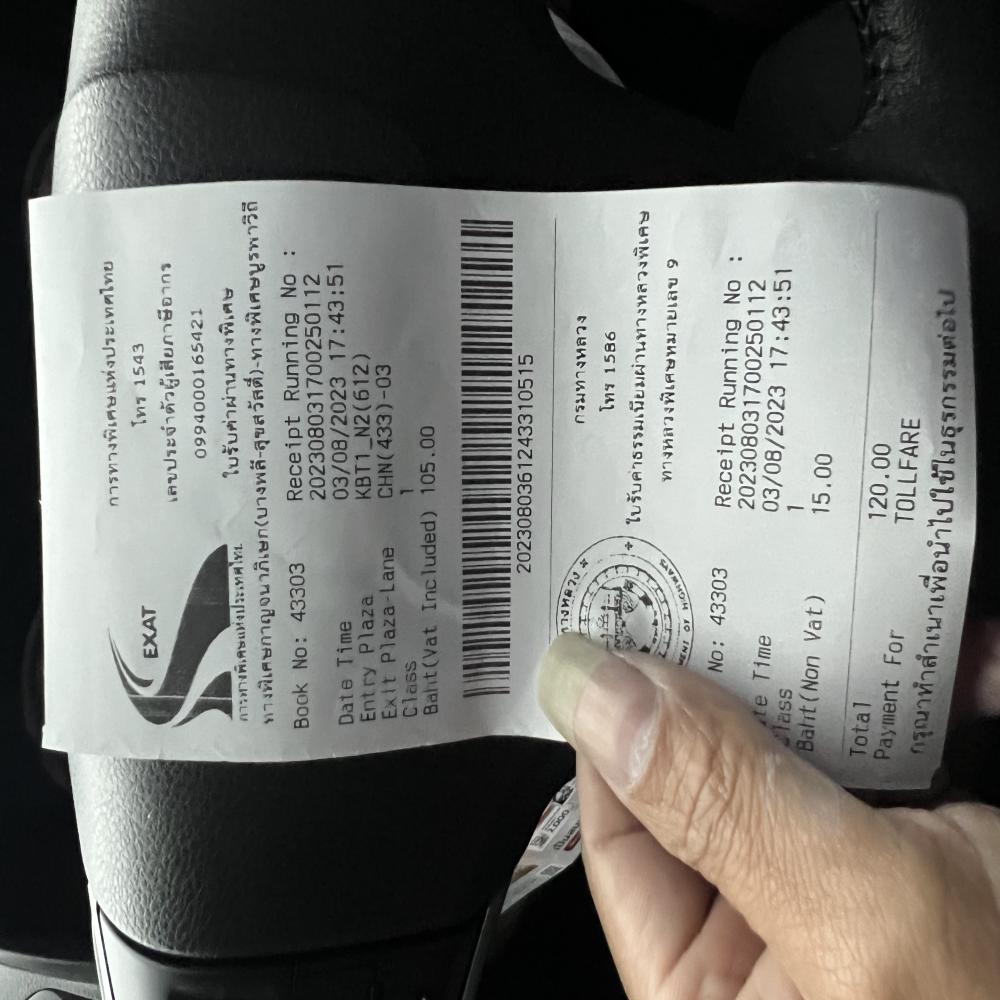 EXAT
การทางพิเศษแห่งประเทศไทย
การทางพิเศษแห่งประเทศไทย
โทร 1543
เลขประจำตัวผู้เสียภาษีอากร
0994000165421
ใบรับค่าผ่านทางพิเศษ
ทางพิเศษกาญจนาภิเษก(บางพลี-สุขสวัสดิ์)-ทางพิเศษบูรพาวิถี
Book No: 43303 Receipt Running No :
2023080317002501​12
Date Time 03/08/2023 17:43:51
Entry Plaza KBT1_N2(612)
Exit Plaza-Lane CHN(433)-03
Class 1
Baht(Vat Included) 105.00
20230803612433​10515
กรมทางหลวง
โทร 1586
ใบรับค่าธรรมเนียมผ่านทางหลวงพิเศษ
ทางหลวงพิเศษหมายเลข 9
No: 43303 Receipt Running No :
2023080317002501​12
te Time 03/08/2023 17:43:51
lass 1
Baht(Non Vat) 15.00
Total 120.00
Payment For TOLLFARE
กรุณาทำสำเนาเพื่อนำไปใช้ในธุรกรรมต่อไป